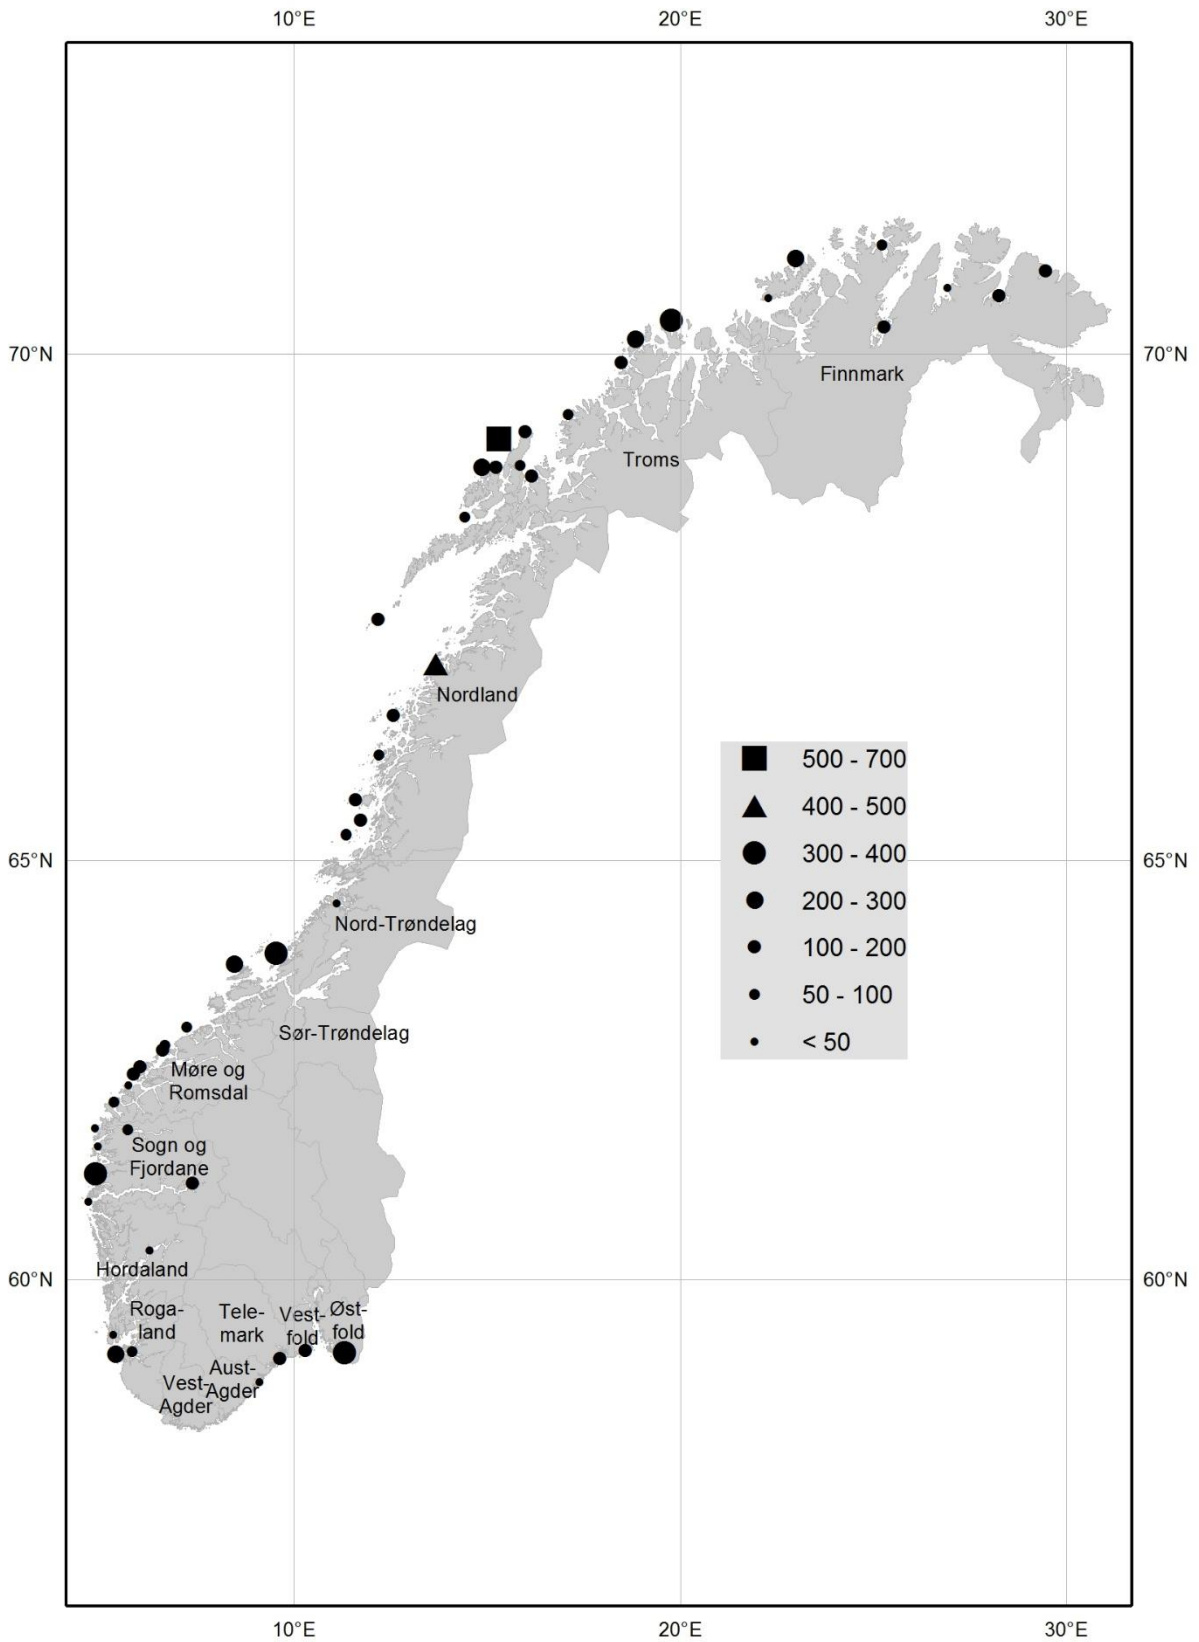 10°E
20°E
30°E
70°N
70°N
Finnmark
Troms
Nordland
500 - 700
400 - 500
300 - 400
200 - 300
100 - 200
50 - 100
< 50
65°N
65°N
Nord-Trøndelag
Sør-Trøndelag
Møre og
Romsdal
Sogn og
Fjordane
Hordaland
60°N
60°N
Roga-
land
Tele-
mark
Vest-
fold
Øst-
fold
Aust-
Agder
Vest-
Agder
10°E
20°E
30°E